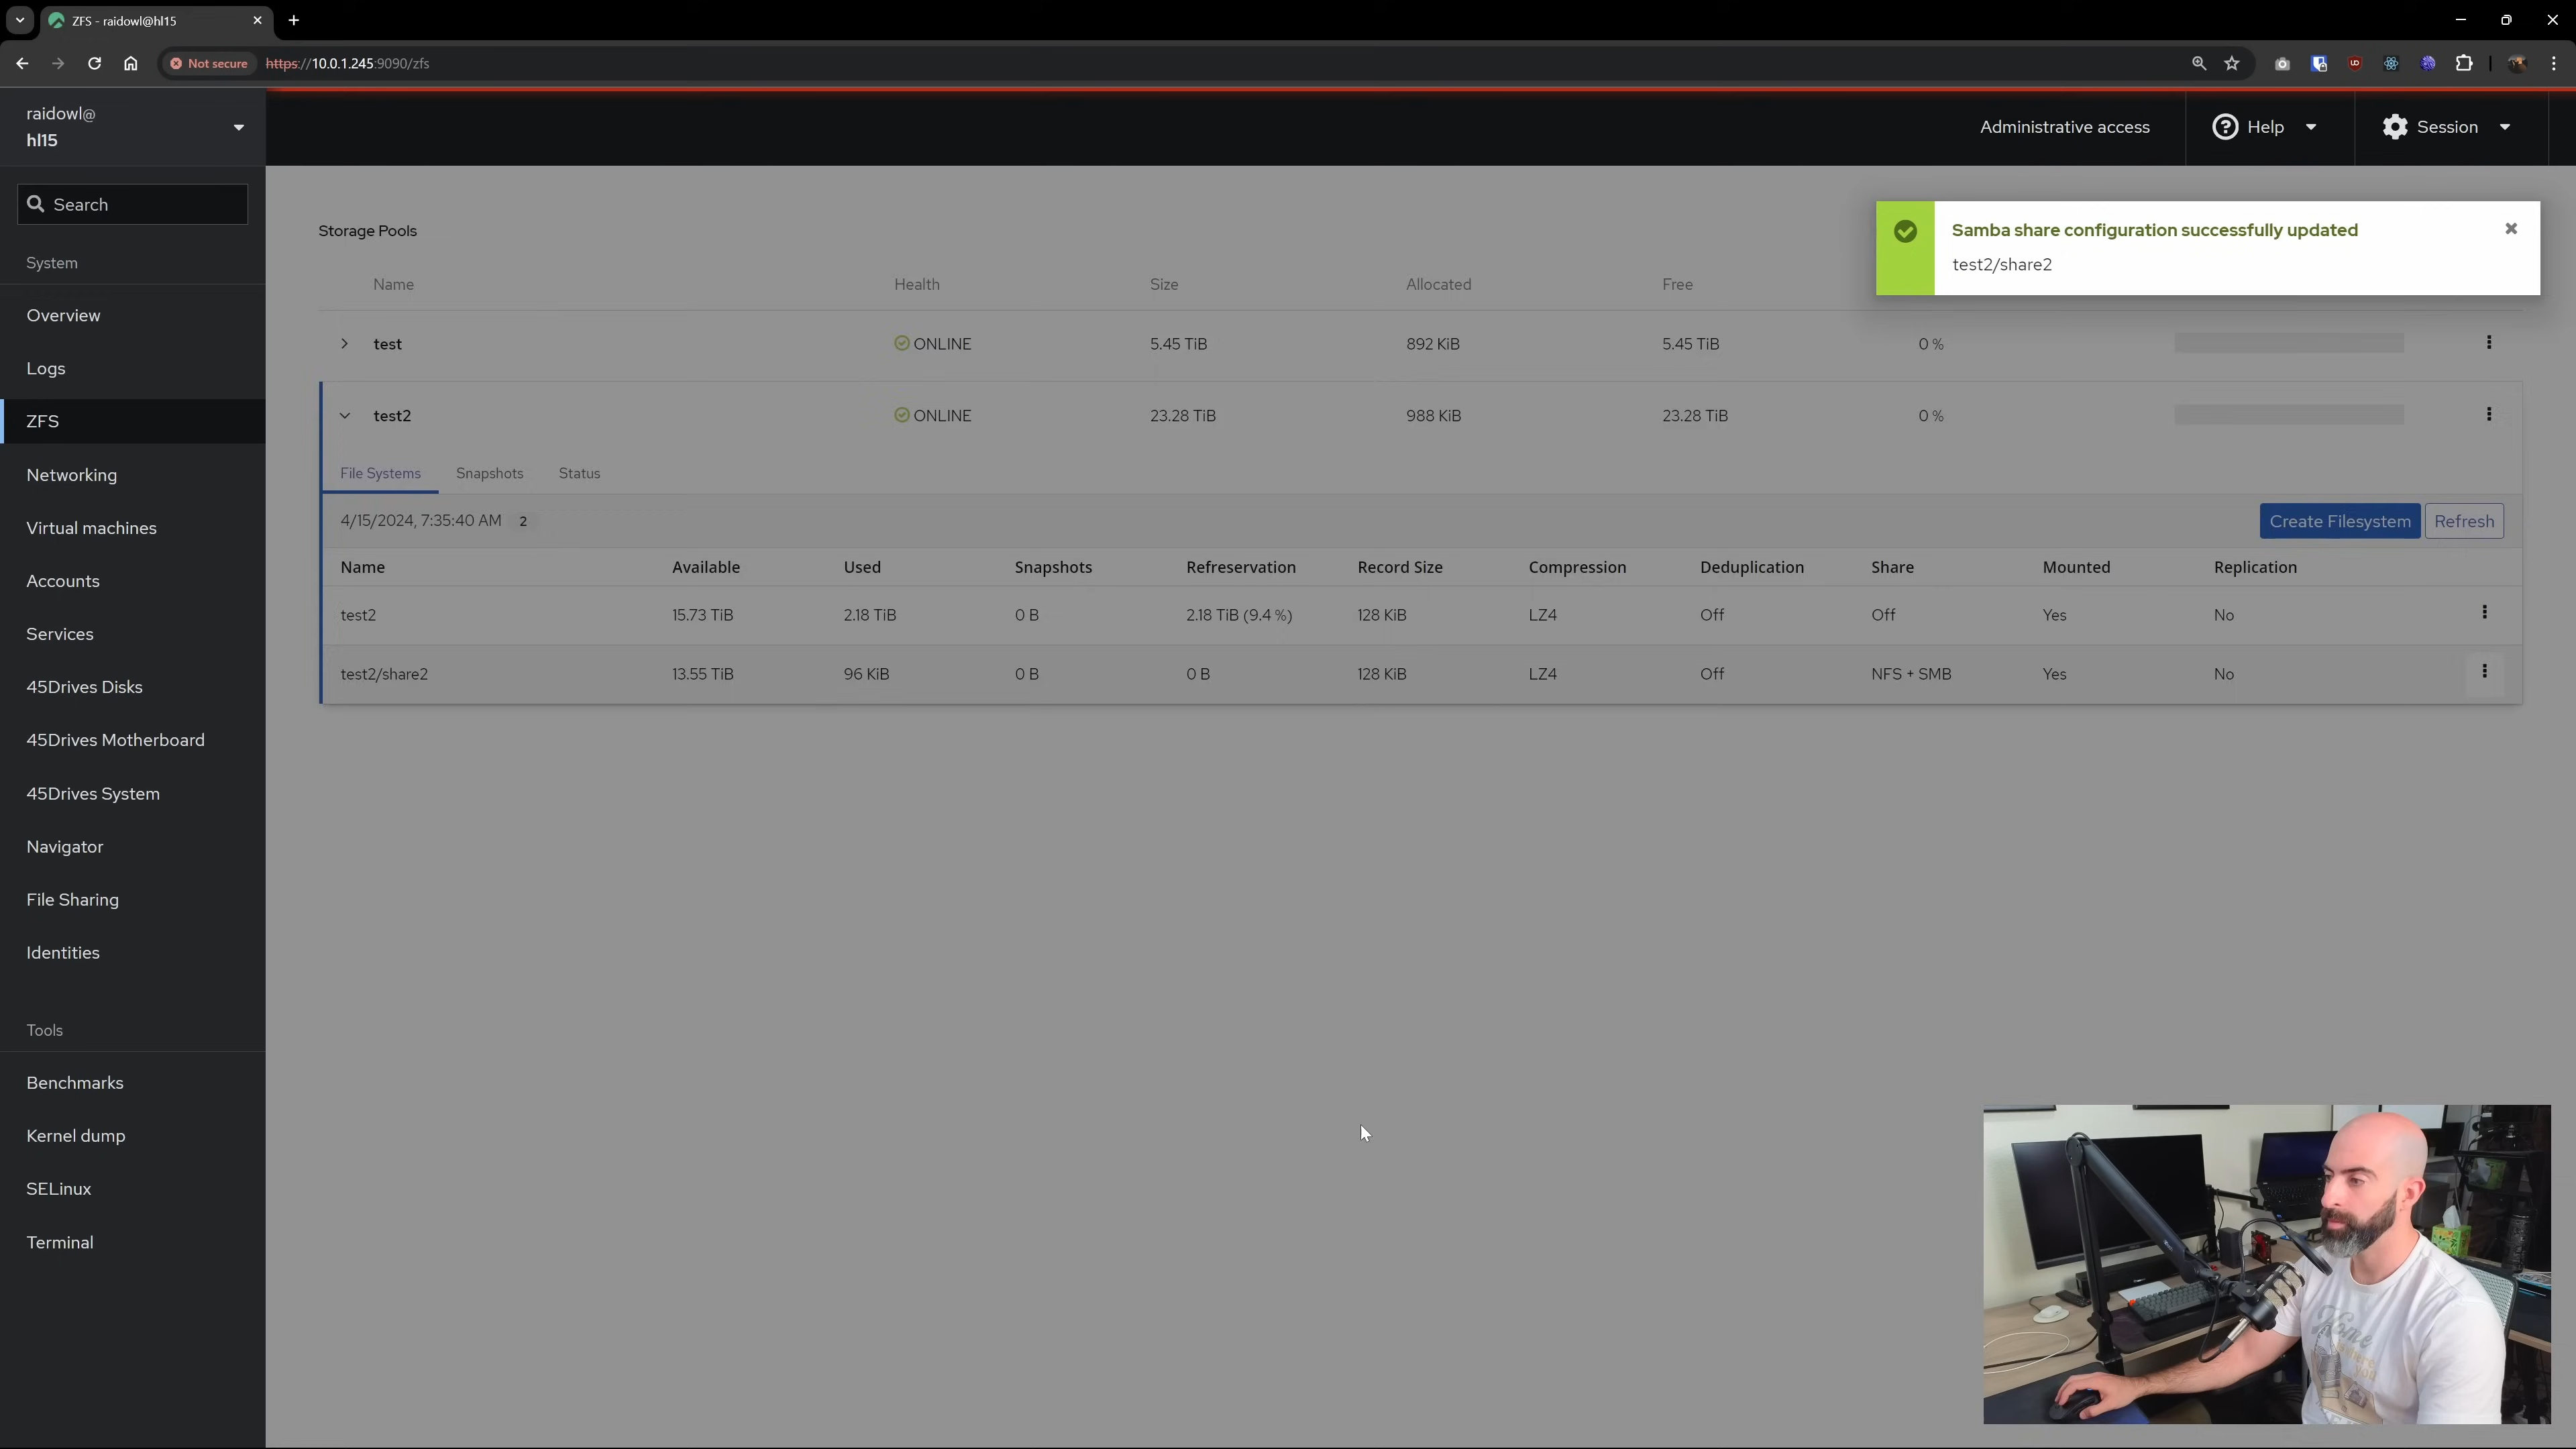 ZFS - raidowl@hl15
Not secure https://10.0.1.245:9090/zfs
raidowl@
hl15
Administrative access Help Session
Search
System
Overview
Logs
ZFS
Networking
Virtual machines
Accounts
Services
45Drives Disks
45Drives Motherboard
45Drives System
Navigator
File Sharing
Identities
Tools
Benchmarks
Kernel dump
SELinux
Terminal
Samba share configuration successfully updated
test2/share2
Storage Pools
Name Health Size Allocated Free
test ONLINE 5.45 TiB 892 KiB 5.45 TiB 0 %
test2 ONLINE 23.28 TiB 988 KiB 23.28 TiB 0 %
File Systems Snapshots Status
4/15/2024, 7:35:40 AM 2 Create Filesystem Refresh
Name Available Used Snapshots Refreservation Record Size Compression Deduplication Share Mounted Replication
test2 15.73 TiB 2.18 TiB 0 B 2.18 TiB (9.4 %) 128 KiB LZ4 Off Off Yes No
test2/share2 13.55 TiB 96 KiB 0 B 0 B 128 KiB LZ4 Off NFS + SMB Yes No